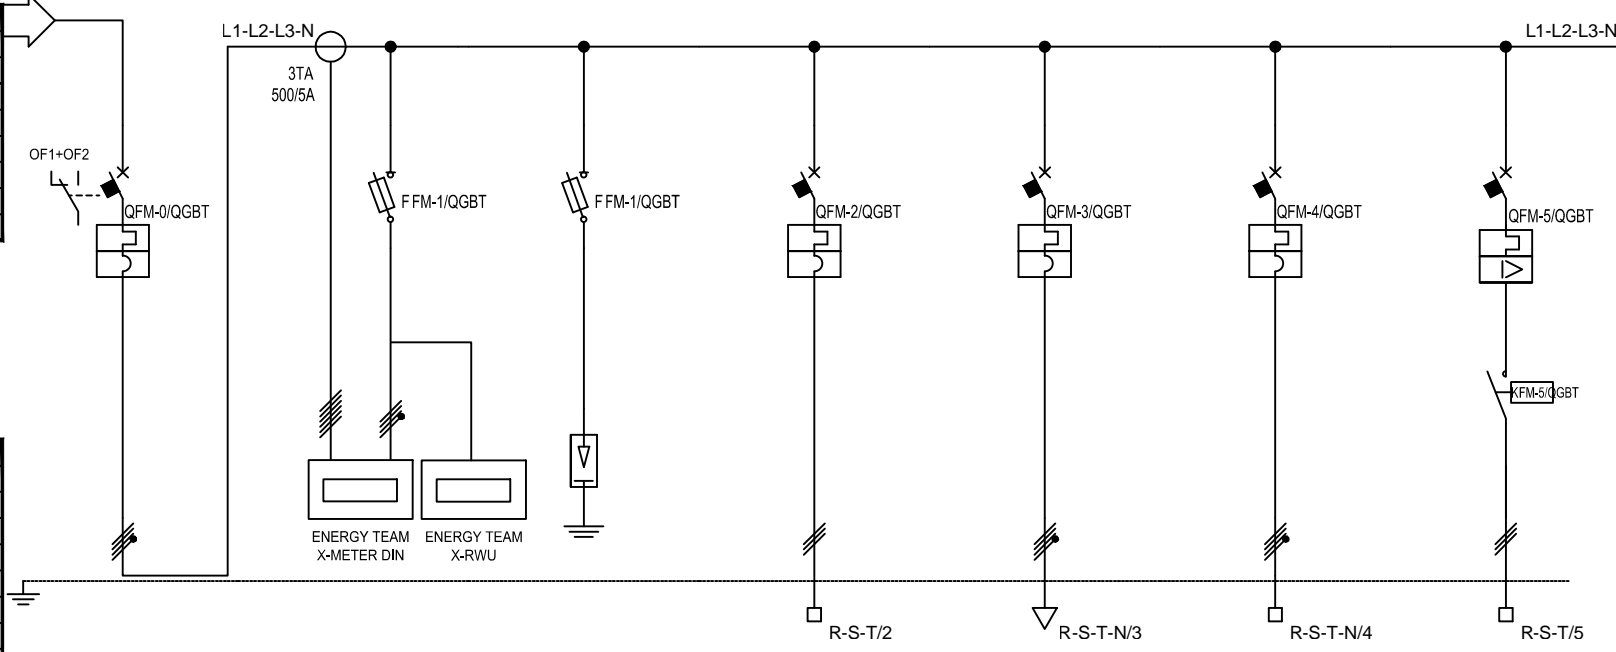 L1-L2-L3-N
L1-L2-L3-N
3TA
500/5A
OF1+OF2
QFM-0/QGBT
F FM-1/QGBT
F FM-1/QGBT
QFM-2/QGBT
QFM-3/QGBT
QFM-4/QGBT
QFM-5/QGBT
KFM-5/QGBT
ENERGY TEAM
X-METER DIN
ENERGY TEAM
X-RWU
R-S-T/2
R-S-T-N/3
R-S-T-N/4
R-S-T/5